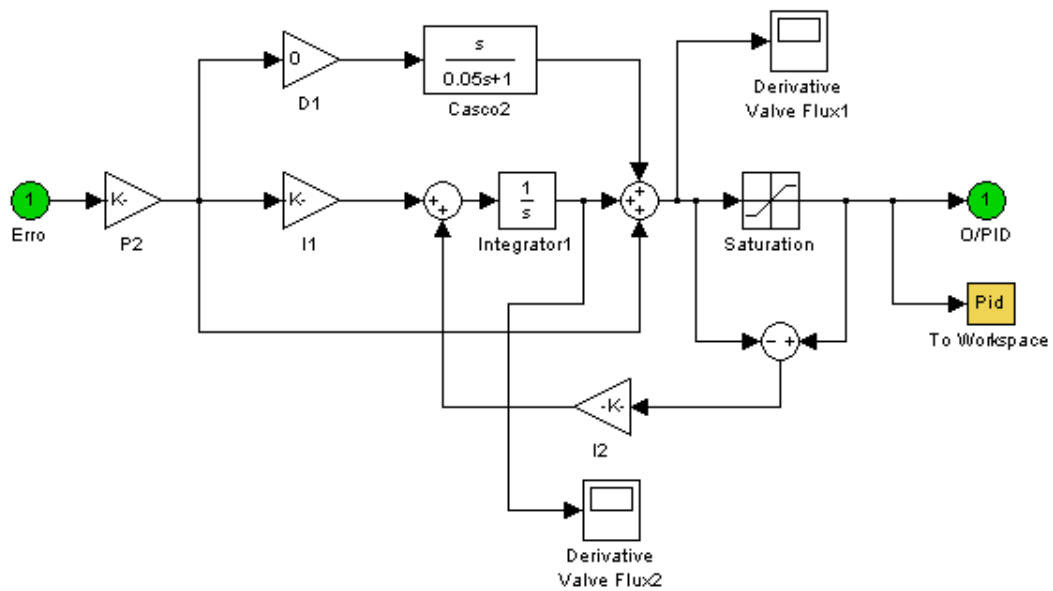 0
D1
s
0.05s+1
Casco2
Derivative
Valve Flux1
1
Erro
K-
P2
K-
I1
+
+
1
s
Integrator1
+
+
+
Saturation
1
O/PID
Pid
To Workspace
- +
-K-
I2
Derivative
Valve Flux2